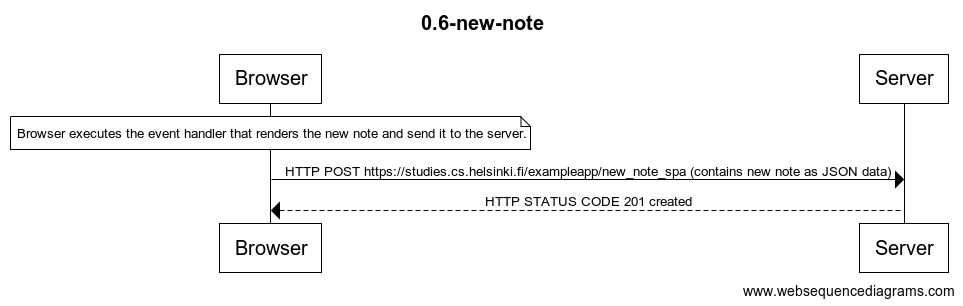 0.6-new-note
Browser
Server
Browser executes the event handler that renders the new note and send it to the server.
HTTP POST https://studies.cs.helsinki.fi/exampleapp/new_note_spa (contains new note as JSON data)
HTTP STATUS CODE 201 created
Browser
Server
www.websequencediagrams.com